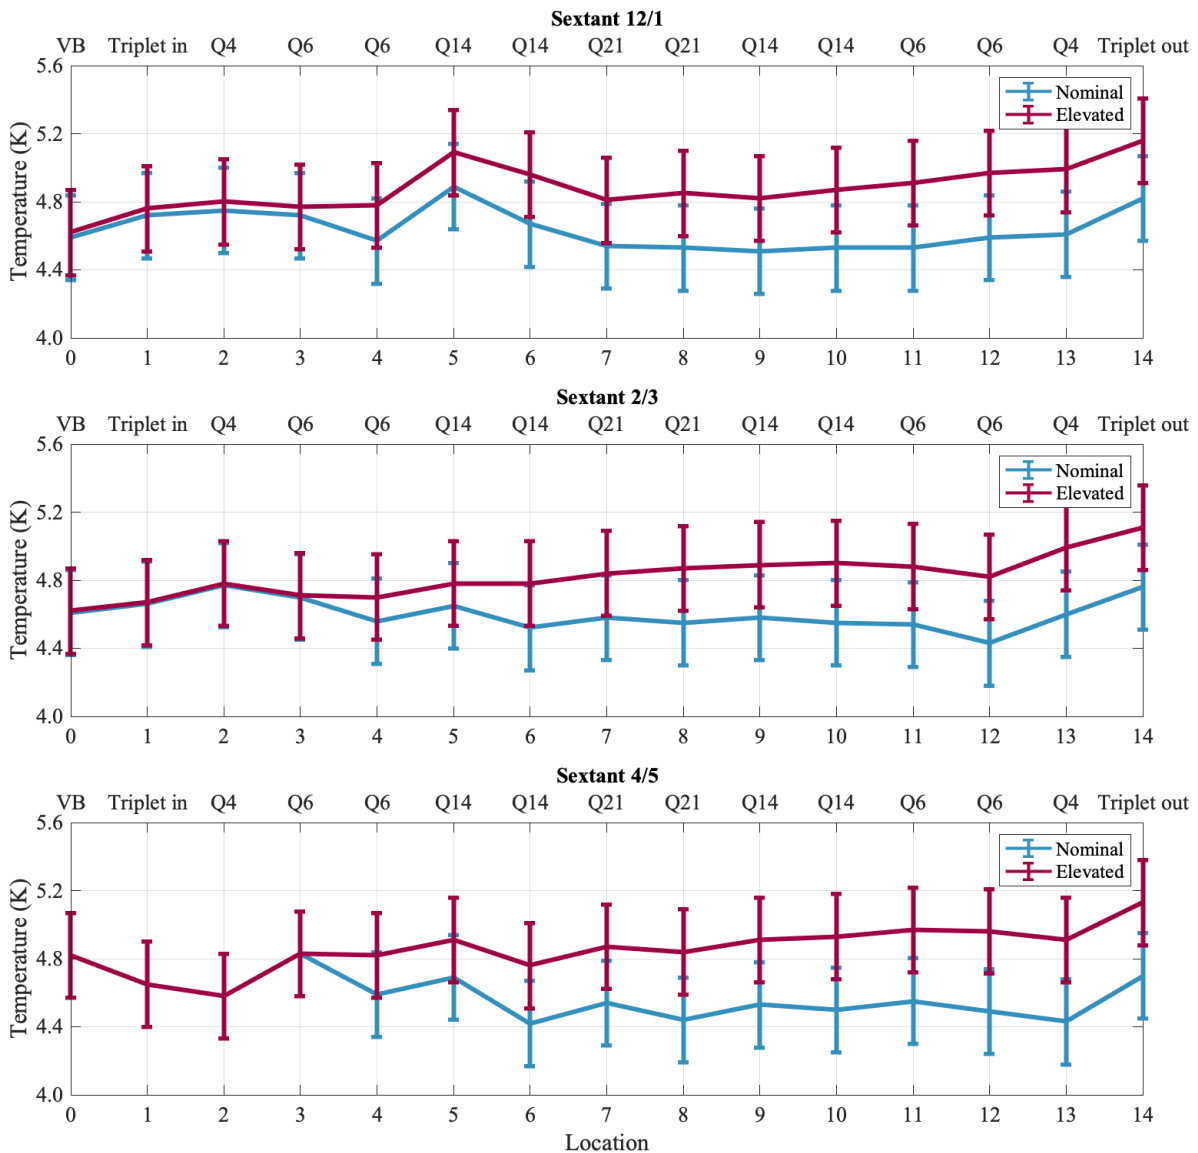 Sextant 12/1
VB Triplet in Q4 Q6 Q6 Q14 Q14 Q21 Q21 Q14 Q14 Q6 Q6 Q4 Triplet out
Temperature (K)
5.6
5.2
4.8
4.4
4.0
Nominal
Elevated
0 1 2 3 4 5 6 7 8 9 10 11 12 13 14
Sextant 2/3
VB Triplet in Q4 Q6 Q6 Q14 Q14 Q21 Q21 Q14 Q14 Q6 Q6 Q4 Triplet out
Temperature (K)
5.6
5.2
4.8
4.4
4.0
Nominal
Elevated
0 1 2 3 4 5 6 7 8 9 10 11 12 13 14
Sextant 4/5
VB Triplet in Q4 Q6 Q6 Q14 Q14 Q21 Q21 Q14 Q14 Q6 Q6 Q4 Triplet out
Temperature (K)
5.6
5.2
4.8
4.4
4.0
Nominal
Elevated
0 1 2 3 4 5 6 7 8 9 10 11 12 13 14
Location